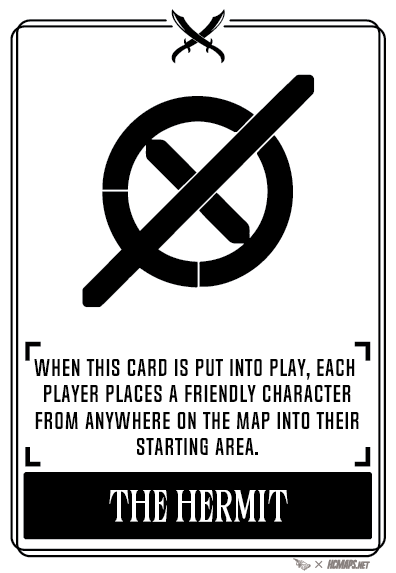 WHEN THIS CARD IS PUT INTO PLAY, EACH
PLAYER PLACES A FRIENDLY CHARACTER
FROM ANYWHERE ON THE MAP INTO THEIR
STARTING AREA.
THE HERMIT
× HCMAPS.NET